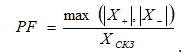 PF = max (|X₊|, |X₋|) / X_СКЗ .